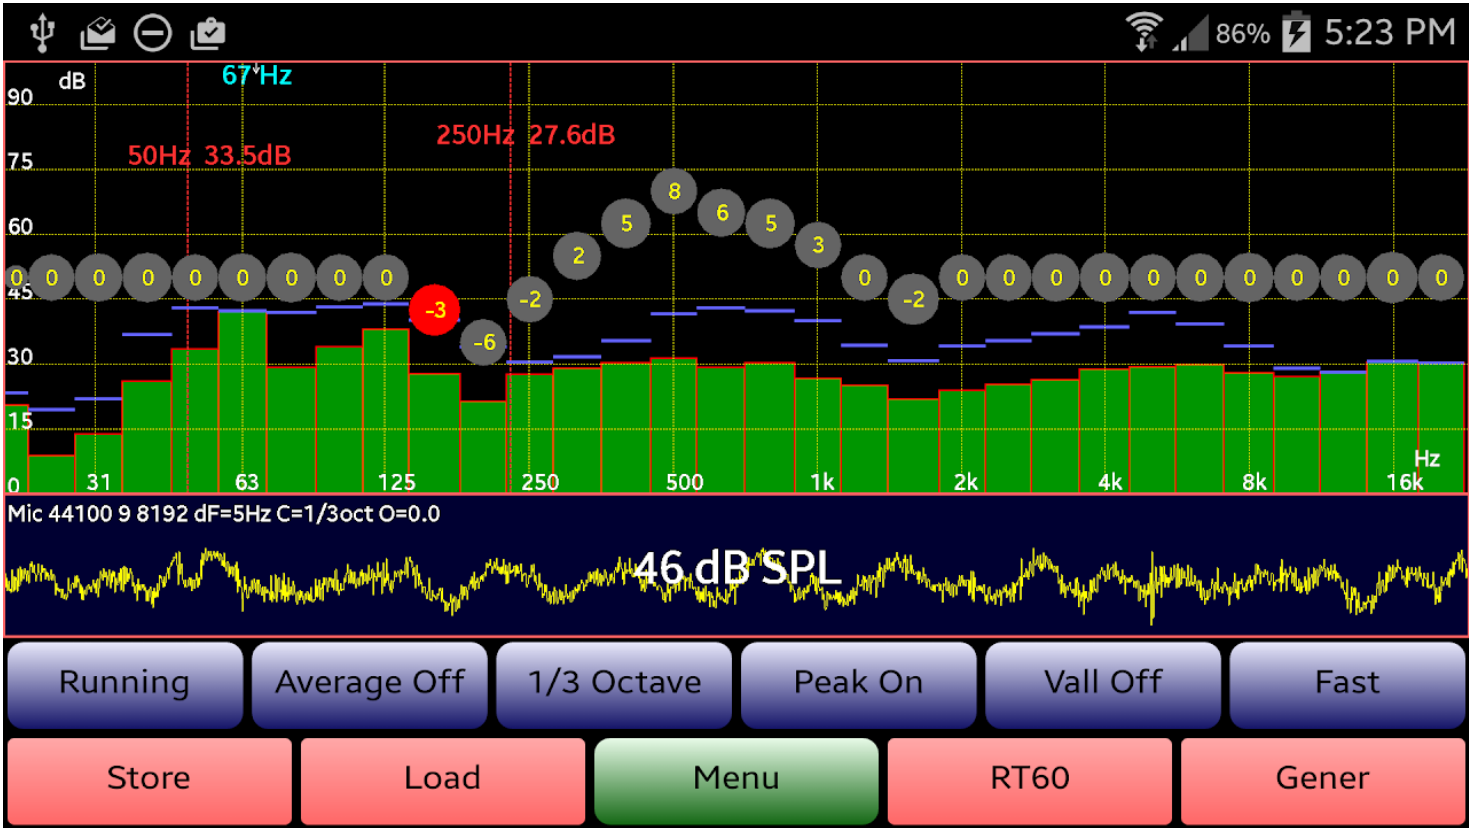 86% 5:23 PM
dB 67 Hz
90
250Hz 27.6dB
50Hz 33.5dB
75
8
6
5 5
60
3
2
0 0 0 0 0 0 0 0 0 0 0 0 0 0 0 0 0 0 0 0 0
45
-2 -2
-3
-6
30
15
Hz
0 31 63 125 250 500 1k 2k 4k 8k 16k
Mic 44100 9 8192 dF=5Hz C=1/3oct O=0.0
46 dB SPL
Running Average Off 1/3 Octave Peak On Vall Off Fast
Store Load Menu RT60 Gener